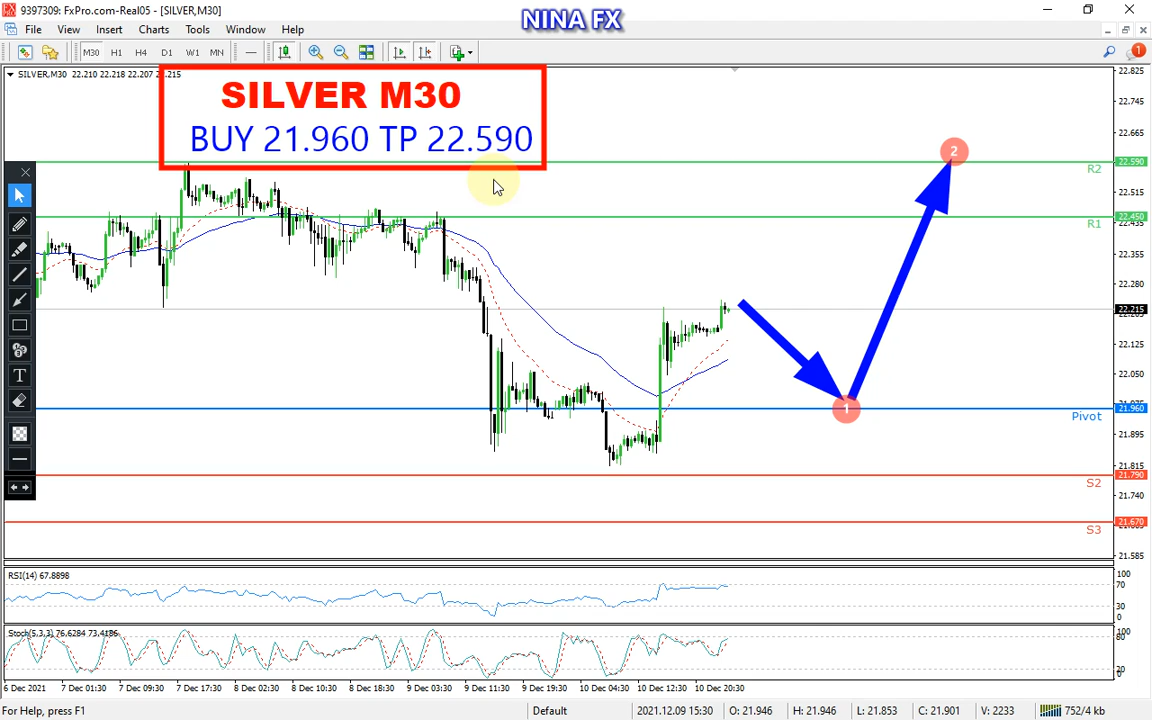 9397309: FxPro.com-Real05 - [SILVER,M30]
NINA FX
File View Insert Charts Tools Window Help
M30 H1 H4 D1 W1 MN
1
SILVER,M30 22.210 22.218 22.207 22.215
SILVER M30
BUY 21.960 TP 22.590
22.825
22.745
22.665
2
22.590
R2
22.515
22.450
22.435
R1
22.355
22.280
22.215
22.125
22.050
1
21.960
Pivot
21.895
21.815
21.790
S2
21.740
21.670
S3
21.585
RSI(14) 67.8898
100
70
30
0
Stoch(5,3,3) 76.6284 73.4186
100
80
20
0
6 Dec 2021 7 Dec 01:30 7 Dec 09:30 7 Dec 17:30 8 Dec 02:30 8 Dec 10:30 8 Dec 18:30 9 Dec 03:30 9 Dec 11:30 9 Dec 19:30 10 Dec 04:30 10 Dec 12:30 10 Dec 20:30
For Help, press F1 Default 2021.12.09 15:30 O: 21.946 H: 21.946 L: 21.853 C: 21.901 V: 2233 752/4 kb